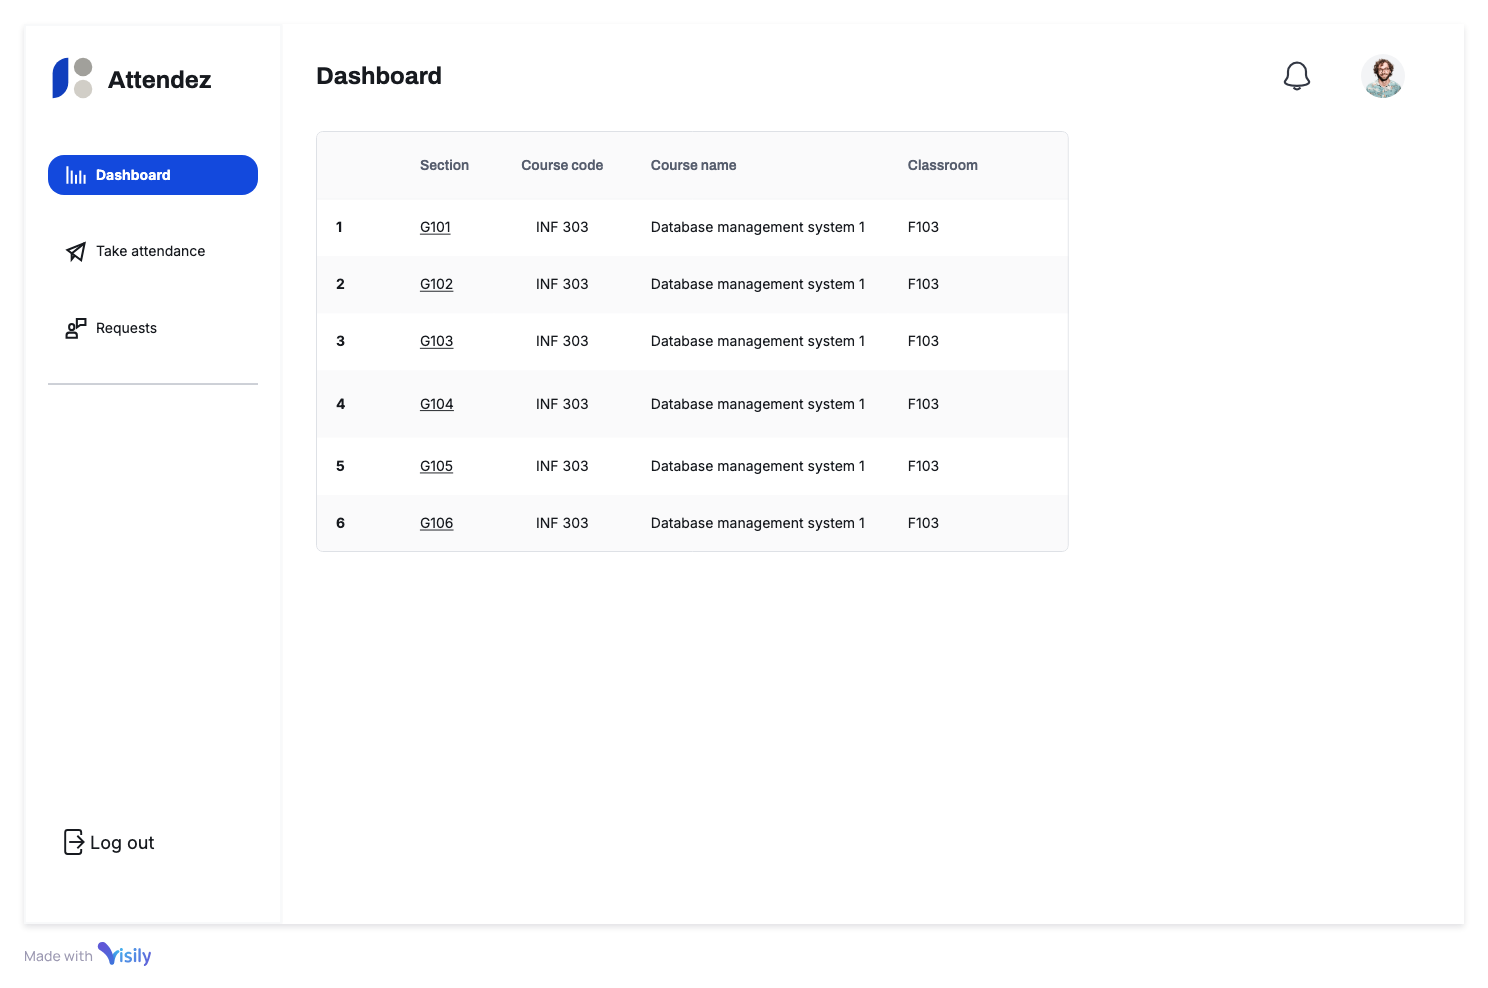 Attendez
Dashboard
Dashboard
Take attendance
Requests
Log out
Section Course code Course name Classroom
1 G101 INF 303 Database management system 1 F103
2 G102 INF 303 Database management system 1 F103
3 G103 INF 303 Database management system 1 F103
4 G104 INF 303 Database management system 1 F103
5 G105 INF 303 Database management system 1 F103
6 G106 INF 303 Database management system 1 F103
Made with Visily